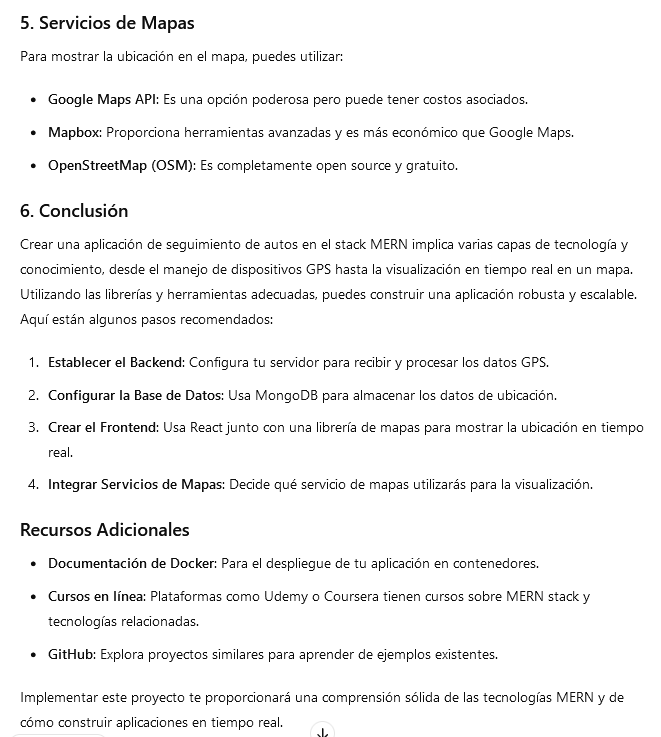 5. Servicios de Mapas
Para mostrar la ubicación en el mapa, puedes utilizar:
• Google Maps API: Es una opción poderosa pero puede tener costos asociados.
• Mapbox: Proporciona herramientas avanzadas y es más económico que Google Maps.
• OpenStreetMap (OSM): Es completamente open source y gratuito.
6. Conclusión
Crear una aplicación de seguimiento de autos en el stack MERN implica varias capas de tecnología y
conocimiento, desde el manejo de dispositivos GPS hasta la visualización en tiempo real en un mapa.
Utilizando las librerías y herramientas adecuadas, puedes construir una aplicación robusta y escalable.
Aquí están algunos pasos recomendados:
1. Establecer el Backend: Configura tu servidor para recibir y procesar los datos GPS.
2. Configurar la Base de Datos: Usa MongoDB para almacenar los datos de ubicación.
3. Crear el Frontend: Usa React junto con una librería de mapas para mostrar la ubicación en tiempo
real.
4. Integrar Servicios de Mapas: Decide qué servicio de mapas utilizarás para la visualización.
Recursos Adicionales
• Documentación de Docker: Para el despliegue de tu aplicación en contenedores.
• Cursos en línea: Plataformas como Udemy o Coursera tienen cursos sobre MERN stack y
tecnologías relacionadas.
• GitHub: Explora proyectos similares para aprender de ejemplos existentes.
Implementar este proyecto te proporcionará una comprensión sólida de las tecnologías MERN y de
cómo construir aplicaciones en tiempo real.